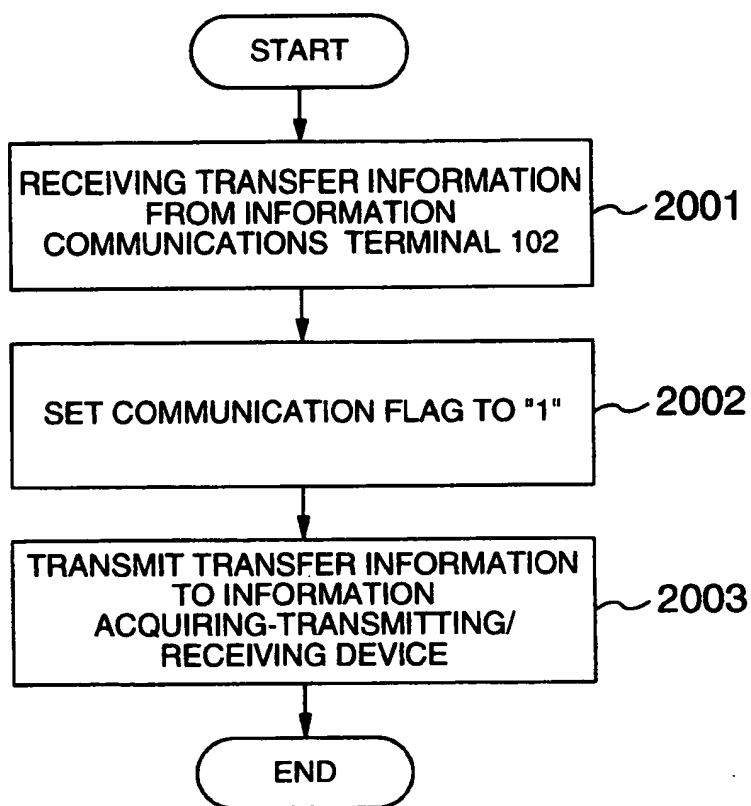 START
RECEIVING TRANSFER INFORMATION
FROM INFORMATION
COMMUNICATIONS TERMINAL 102
2001
SET COMMUNICATION FLAG TO "1"
2002
TRANSMIT TRANSFER INFORMATION
TO INFORMATION
ACQUIRING-TRANSMITTING/
RECEIVING DEVICE
2003
END